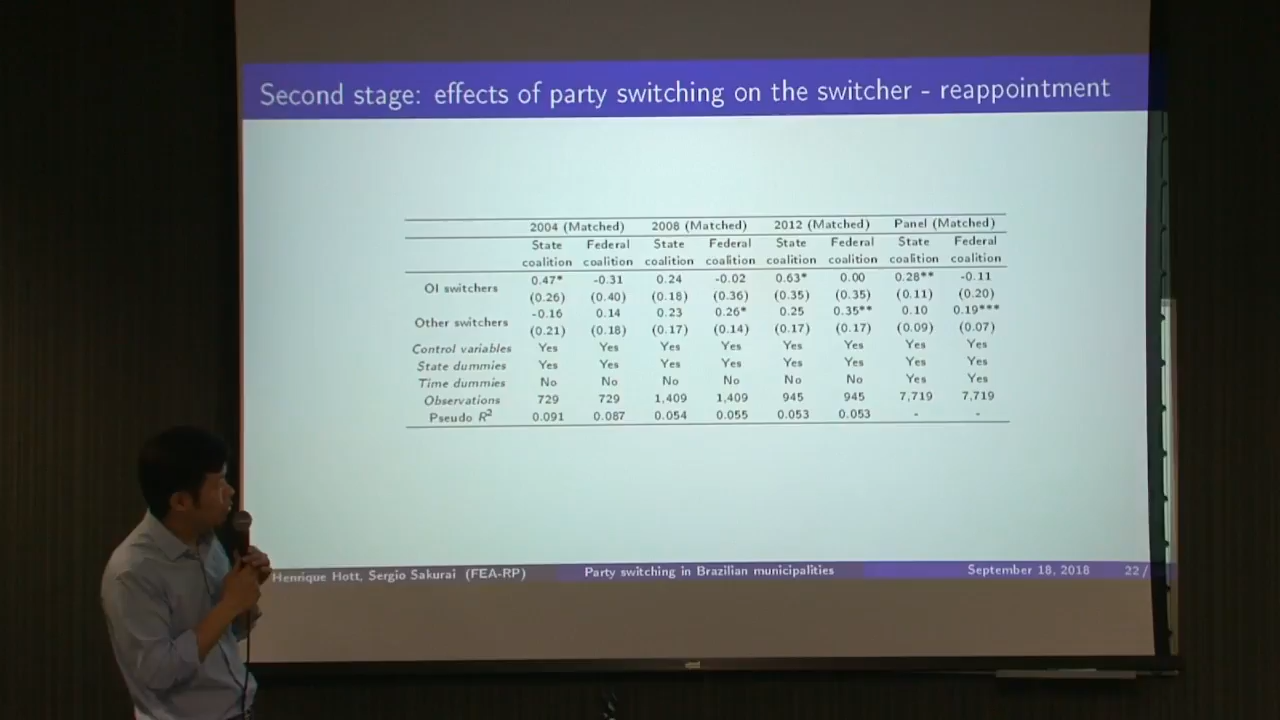 Second stage: effects of party switching on the switcher - reappointment
2004 (Matched) 2008 (Matched) 2012 (Matched) Panel (Matched)
State Federal State Federal State Federal State Federal
coalition coalition coalition coalition coalition coalition coalition coalition
OI switchers 0.47* -0.31 0.24 -0.02 0.63* 0.00 0.28** -0.11
(0.26) (0.40) (0.18) (0.36) (0.35) (0.35) (0.11) (0.20)
Other switchers -0.16 0.14 0.23 0.26* 0.25 0.35** 0.10 0.19***
(0.21) (0.18) (0.17) (0.14) (0.17) (0.17) (0.09) (0.07)
Control variables Yes Yes Yes Yes Yes Yes Yes Yes
State dummies Yes Yes Yes Yes Yes Yes Yes Yes
Time dummies No No No No No No Yes Yes
Observations 729 729 1,409 1,409 945 945 7,719 7,719
Pseudo R² 0.091 0.087 0.054 0.055 0.053 0.053 - -
Henrique Hott, Sergio Sakurai (FEA-RP) Party switching in Brazilian municipalities September 18, 2018 22 /